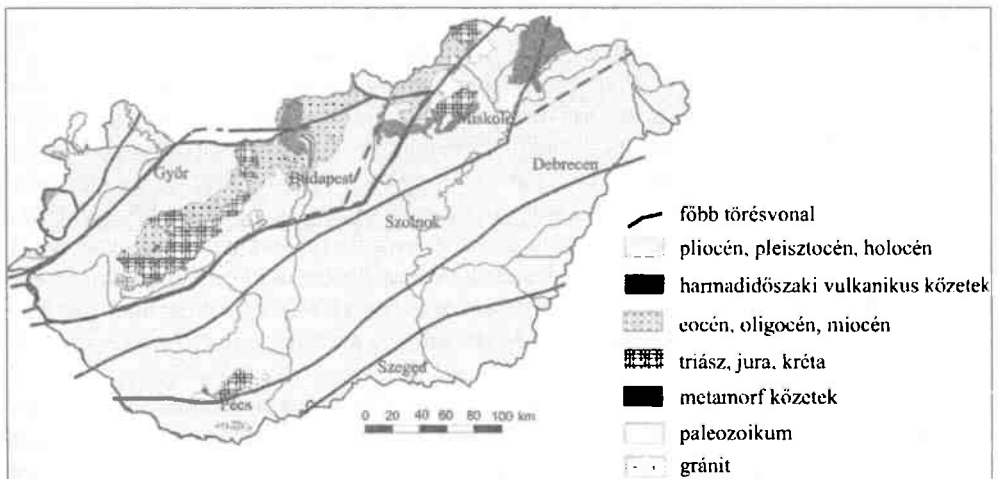 Miskolc
Győr
Budapest
Debrecen
Szolnok
Szeged
Pécs
0 20 40 60 80 100 km
főbb törésvonal
pliocén, pleisztocén, holocén
harmadidőszaki vulkanikus kőzetek
eocén, oligocén, miocén
triász, jura, kréta
metamorf kőzetek
paleozoikum
gránit